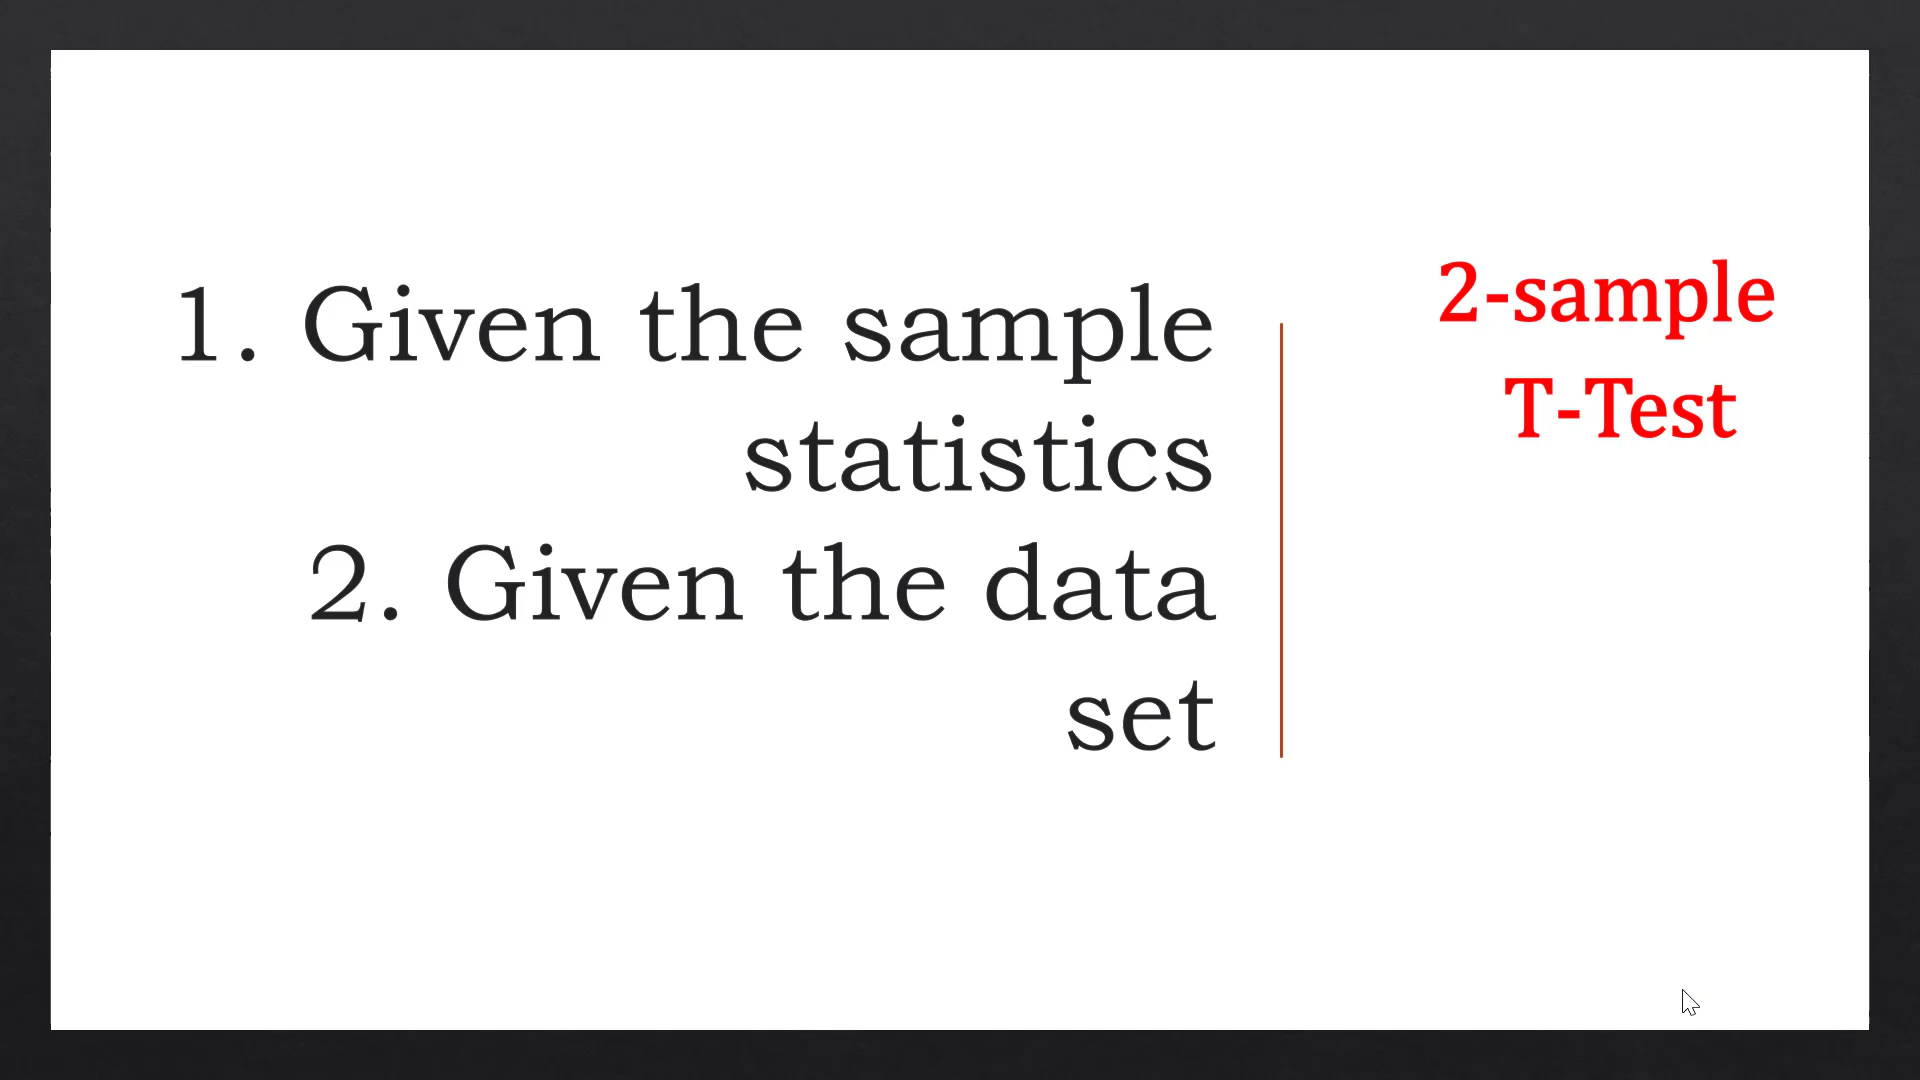 1. Given the sample
statistics
2. Given the data
set
2-sample
T-Test